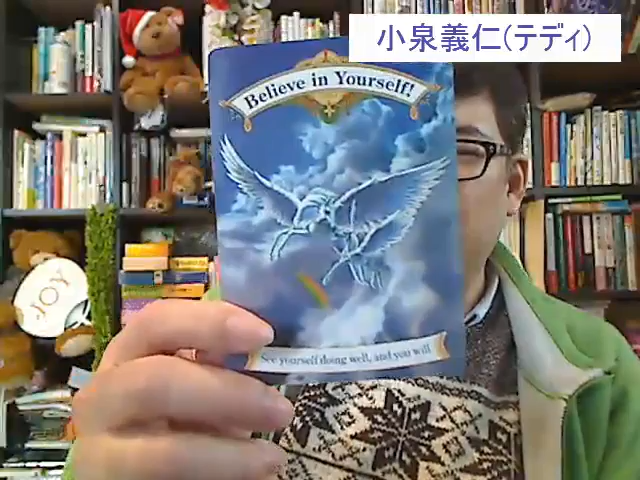 小泉義仁(テディ)
Believe in Yourself!
See yourself doing well, and you will
JOY